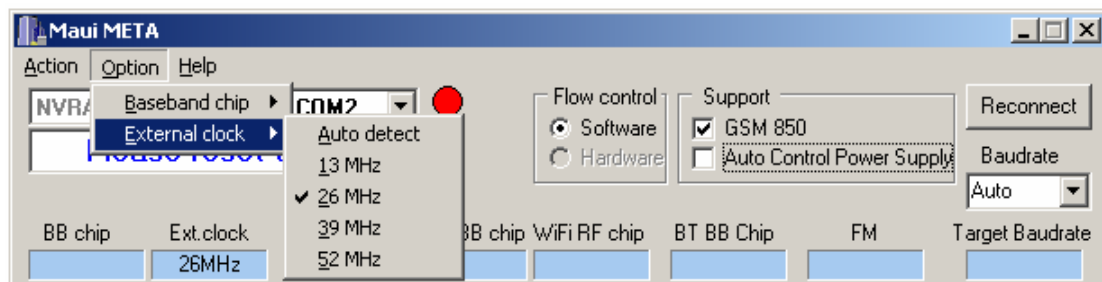 Maui META
Action Option Help
Baseband chip
External clock
Auto detect
13 MHz
26 MHz
39 MHz
52 MHz
COM2
Flow control
Software
Hardware
Support
GSM 850
Auto Control Power Supply
Reconnect
Baudrate
Auto
BB chip Ext.clock BB chip WiFi RF chip BT BB Chip FM Target Baudrate
26MHz